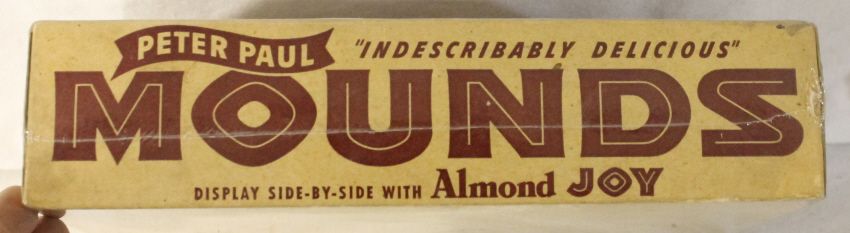 PETER PAUL "INDESCRIBABLY DELICIOUS"
MOUNDS
DISPLAY SIDE-BY-SIDE WITH Almond JOY